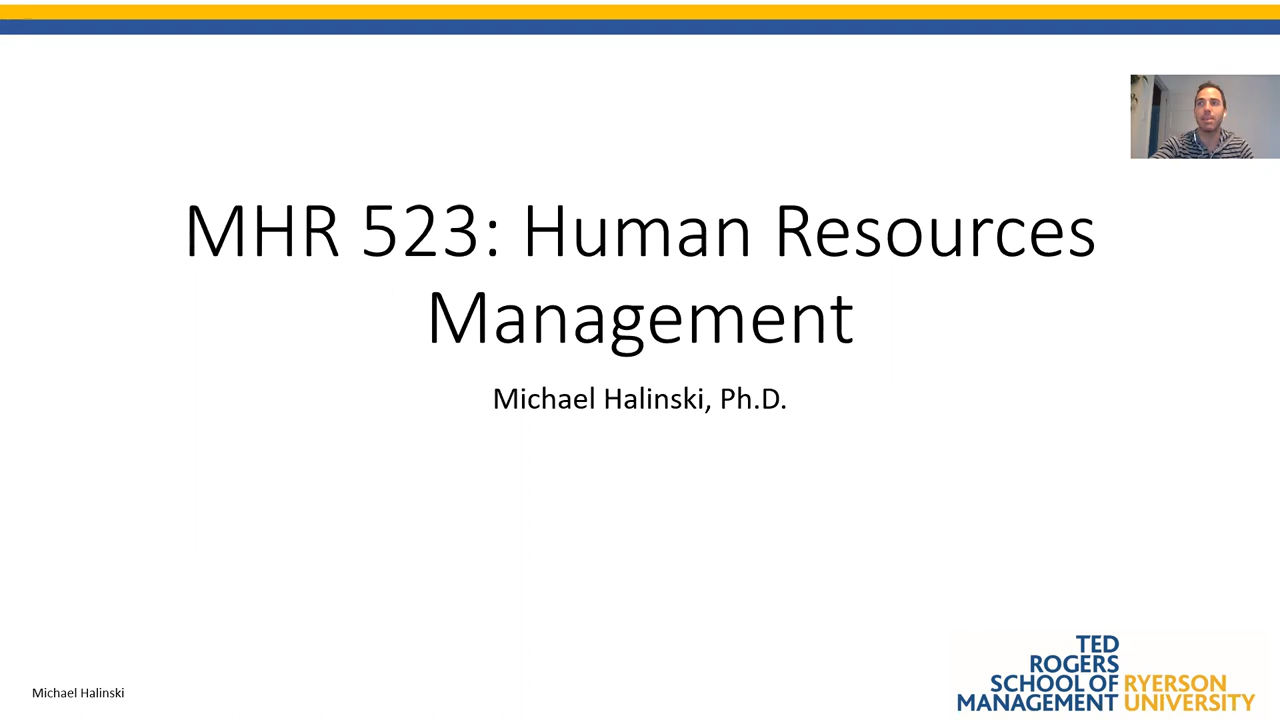 MHR 523: Human Resources
Management
Michael Halinski, Ph.D.
Michael Halinski
TED
ROGERS
SCHOOL OF RYERSON
MANAGEMENT UNIVERSITY